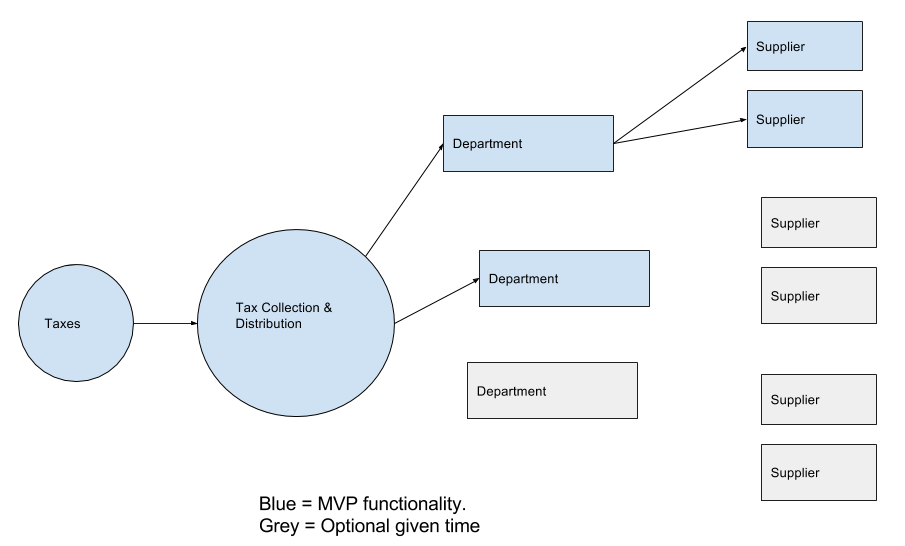 Supplier
Supplier
Department
Supplier
Department
Supplier
Taxes
Tax Collection &
Distribution
Department
Supplier
Supplier
Blue = MVP functionality.
Grey = Optional given time